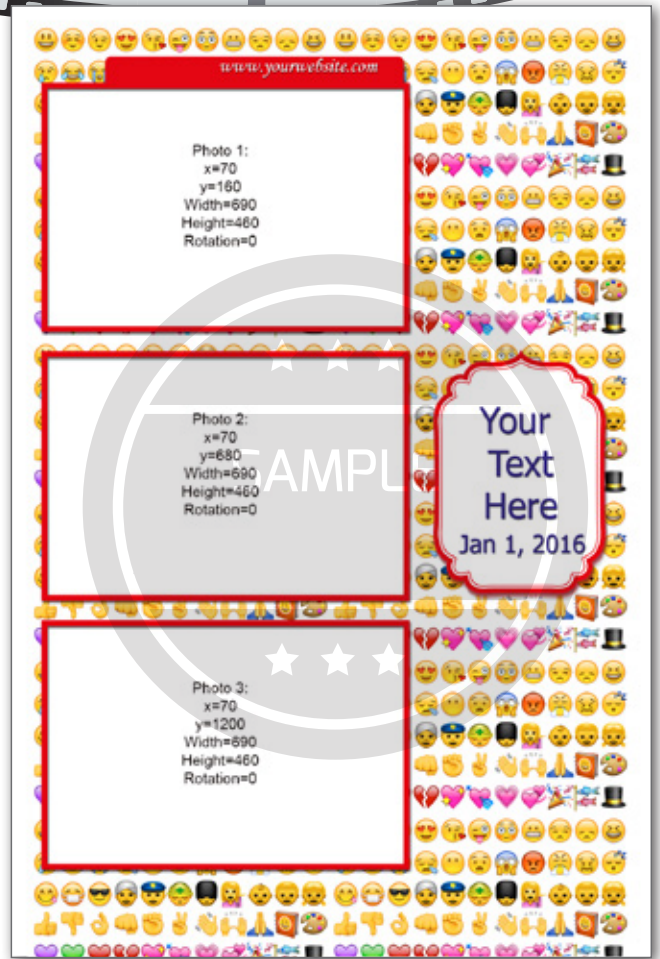 www.yourwebsite.com
Photo 1:
x=70
y=160
Width=690
Height=460
Rotation=0
Photo 2:
x=70
y=680
Width=690
Height=460
Rotation=0
SAMPLE
Your
Text
Here
Jan 1, 2016
Photo 3:
x=70
y=1200
Width=690
Height=460
Rotation=0